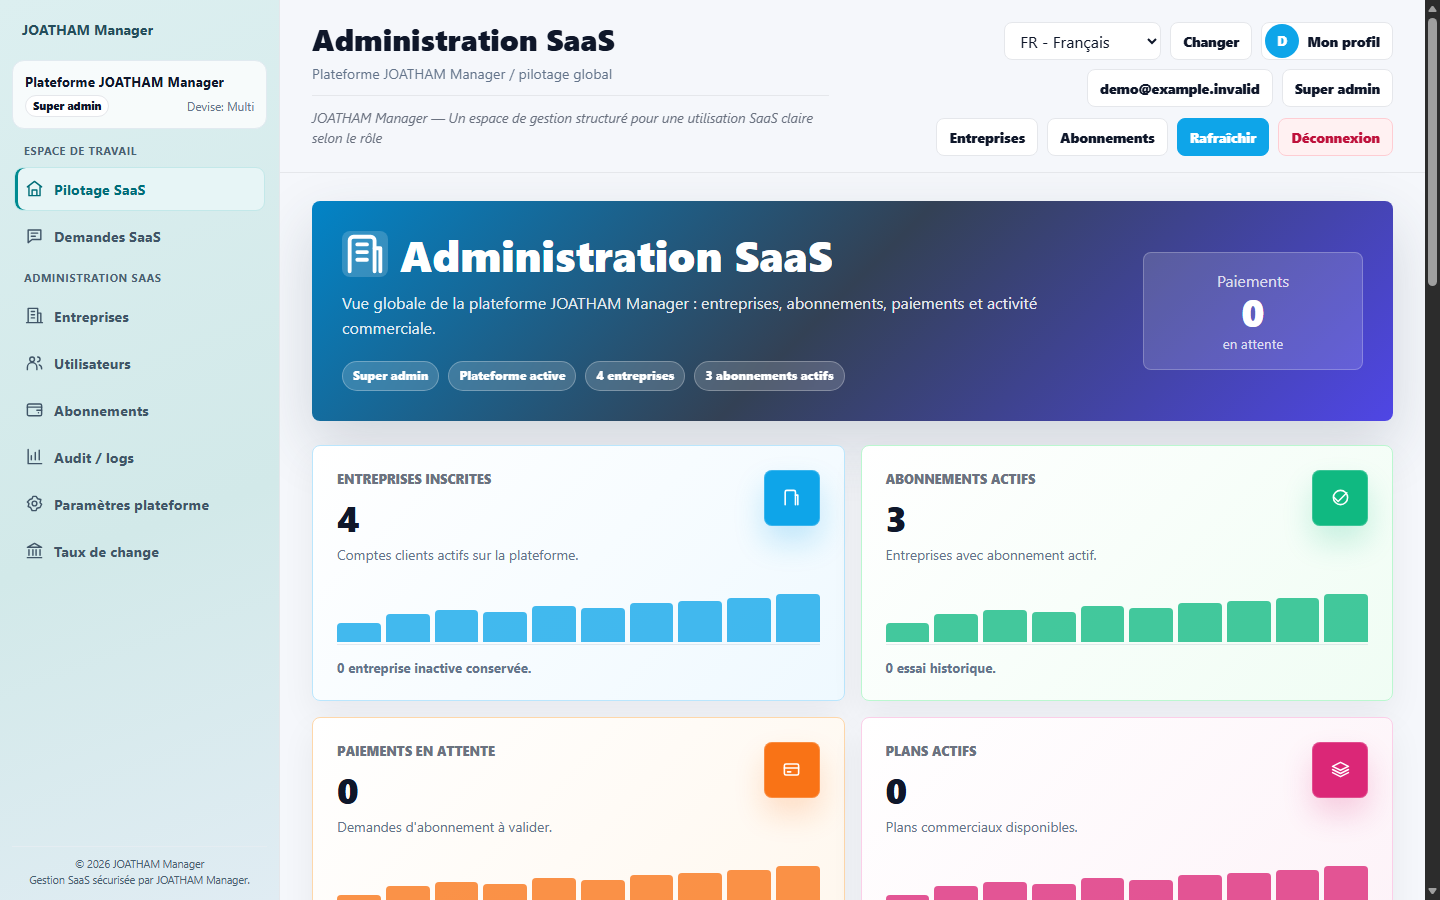 JOATHAM Manager
Plateforme JOATHAM Manager
Super admin
Devise: Multi
ESPACE DE TRAVAIL
Pilotage SaaS
Demandes SaaS
ADMINISTRATION SAAS
Entreprises
Utilisateurs
Abonnements
Audit / logs
Paramètres plateforme
Taux de change
© 2026 JOATHAM Manager
Gestion SaaS sécurisée par JOATHAM Manager.
Administration SaaS
Plateforme JOATHAM Manager / pilotage global
JOATHAM Manager — Un espace de gestion structuré pour une utilisation SaaS claire
selon le rôle
FR - Français
Changer
D
Mon profil
demo@example.invalid
Super admin
Entreprises
Abonnements
Rafraîchir
Déconnexion
Administration SaaS
Vue globale de la plateforme JOATHAM Manager : entreprises, abonnements, paiements et activité
commerciale.
Super admin
Plateforme active
4 entreprises
3 abonnements actifs
Paiements
0
en attente
ENTREPRISES INSCRITES
4
Comptes clients actifs sur la plateforme.
0 entreprise inactive conservée.
ABONNEMENTS ACTIFS
3
Entreprises avec abonnement actif.
0 essai historique.
PAIEMENTS EN ATTENTE
0
Demandes d'abonnement à valider.
PLANS ACTIFS
0
Plans commerciaux disponibles.